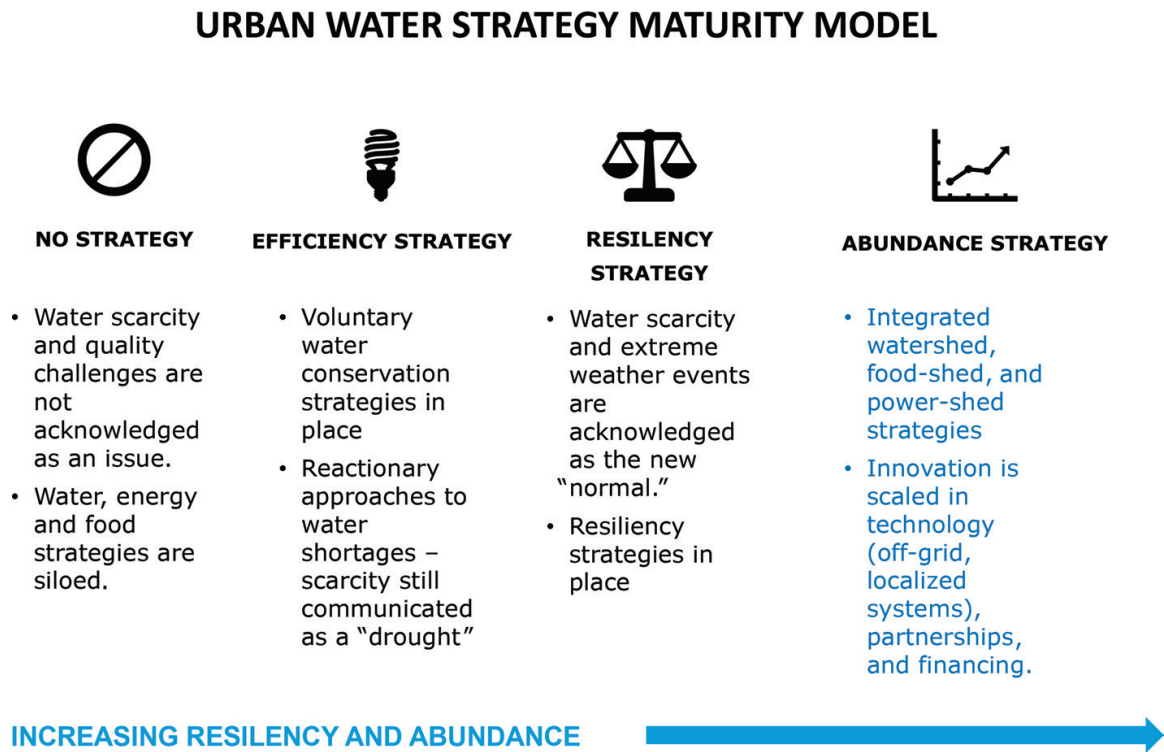 URBAN WATER STRATEGY MATURITY MODEL
NO STRATEGY
• Water scarcity
and quality
challenges are
not
acknowledged
as an issue.
• Water, energy
and food
strategies are
siloed.
EFFICIENCY STRATEGY
• Voluntary
water
conservation
strategies in
place
• Reactionary
approaches to
water
shortages –
scarcity still
communicated
as a “drought”
RESILENCY
STRATEGY
• Water scarcity
and extreme
weather events
are
acknowledged
as the new
“normal.”
• Resiliency
strategies in
place
ABUNDANCE STRATEGY
• Integrated
watershed,
food-shed, and
power-shed
strategies
• Innovation is
scaled in
technology
(off-grid,
localized
systems),
partnerships,
and financing.
INCREASING RESILENCY AND ABUNDANCE